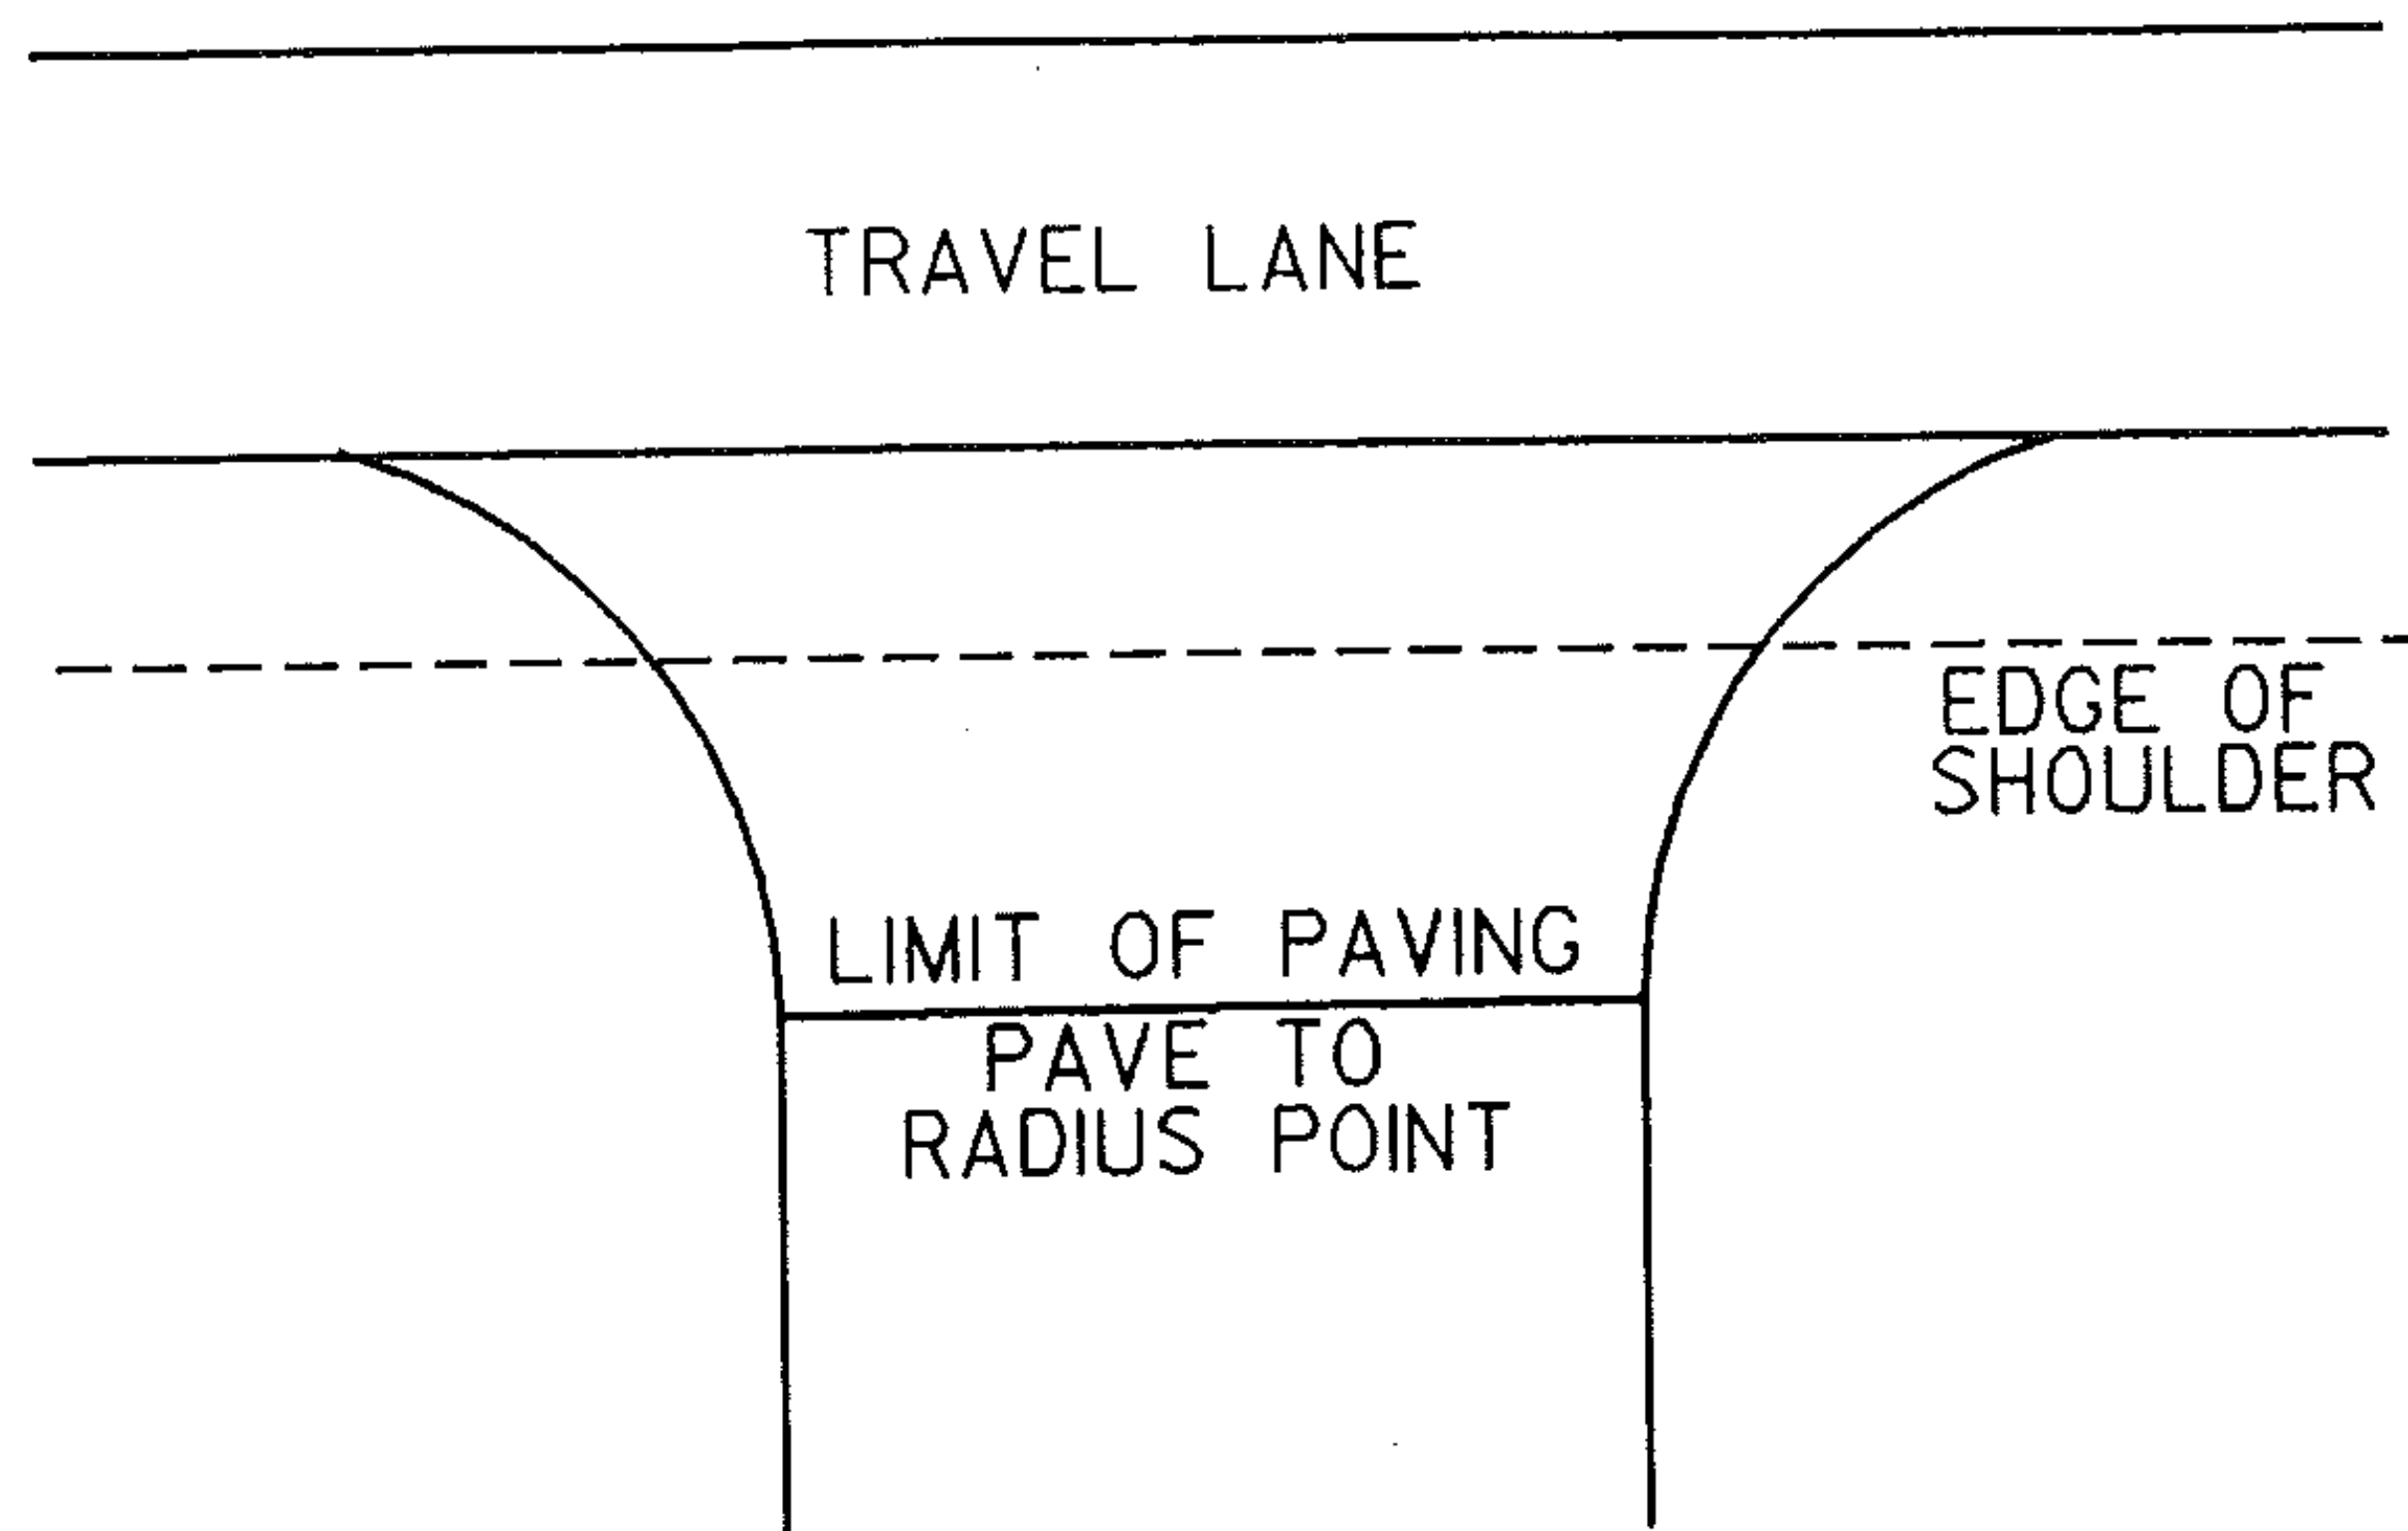 TRAVEL LANE
EDGE OF
SHOULDER
LIMIT OF PAVING
PAVE TO
RADIUS POINT